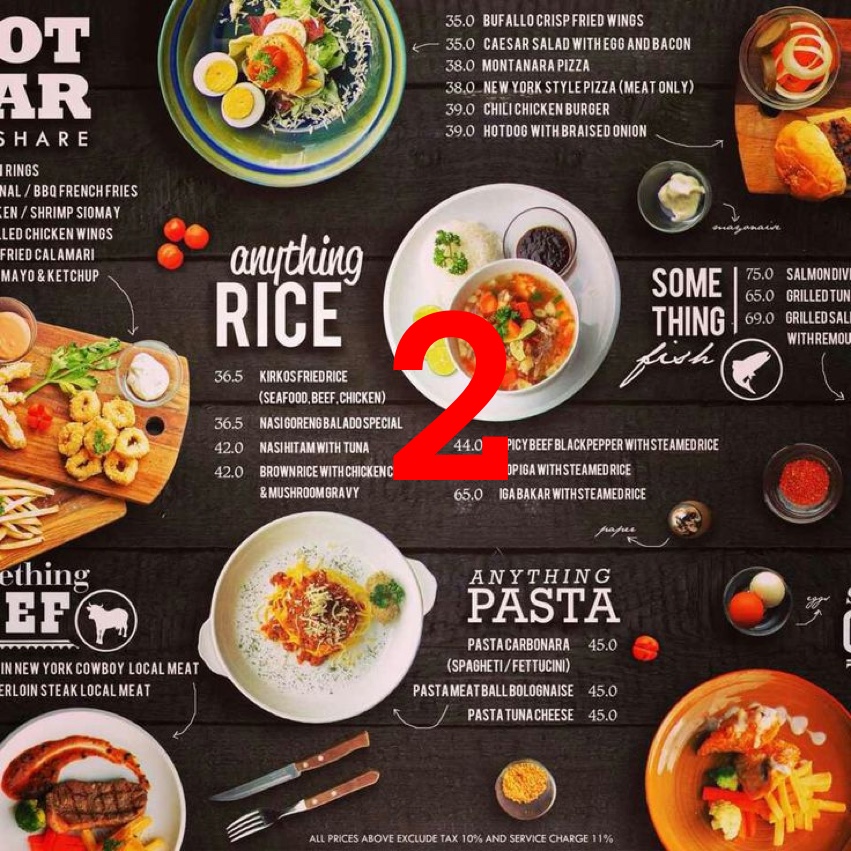 OT
AR
SHARE
RINGS
NAL / BBQ FRENCH FRIES
KEN / SHRIMP SIOMAY
LLED CHICKEN WINGS
FRIED CALAMARI
MAYO & KETCHUP
35.0 BUFALLO CRISP FRIED WINGS
35.0 CAESAR SALAD WITH EGG AND BACON
38.0 MONTANARA PIZZA
38.0 NEW YORK STYLE PIZZA (MEAT ONLY)
39.0 CHILI CHICKEN BURGER
39.0 HOTDOG WITH BRAISED ONION
mayonaise
anything
RICE
36.5 KIRKOS FRIED RICE
(SEAFOOD, BEEF, CHICKEN)
36.5 NASI GORENG BALADO SPECIAL
42.0 NASI HITAM WITH TUNA
42.0 BROWN RICE WITH CHICKEN C
& MUSHROOM GRAVY
2
44.0 PICY BEEF BLACKPEPPER WITH STEAMED RICE
OP IGA WITH STEAMED RICE
65.0 IGA BAKAR WITH STEAMED RICE
paper
SOME
THING
fish
75.0 SALMON DIV
65.0 GRILLED TUN
69.0 GRILLED SAL
WITH REMOU
ething
EF
IN NEW YORK COWBOY LOCAL MEAT
ERLOIN STEAK LOCAL MEAT
ANYTHING
PASTA
PASTA CARBONARA 45.0
(SPAGHETI / FETTUCINI)
PASTA MEATBALL BOLOGNAISE 45.0
PASTA TUNA CHEESE 45.0
eggs
ALL PRICES ABOVE EXCLUDE TAX 10% AND SERVICE CHARGE 11%